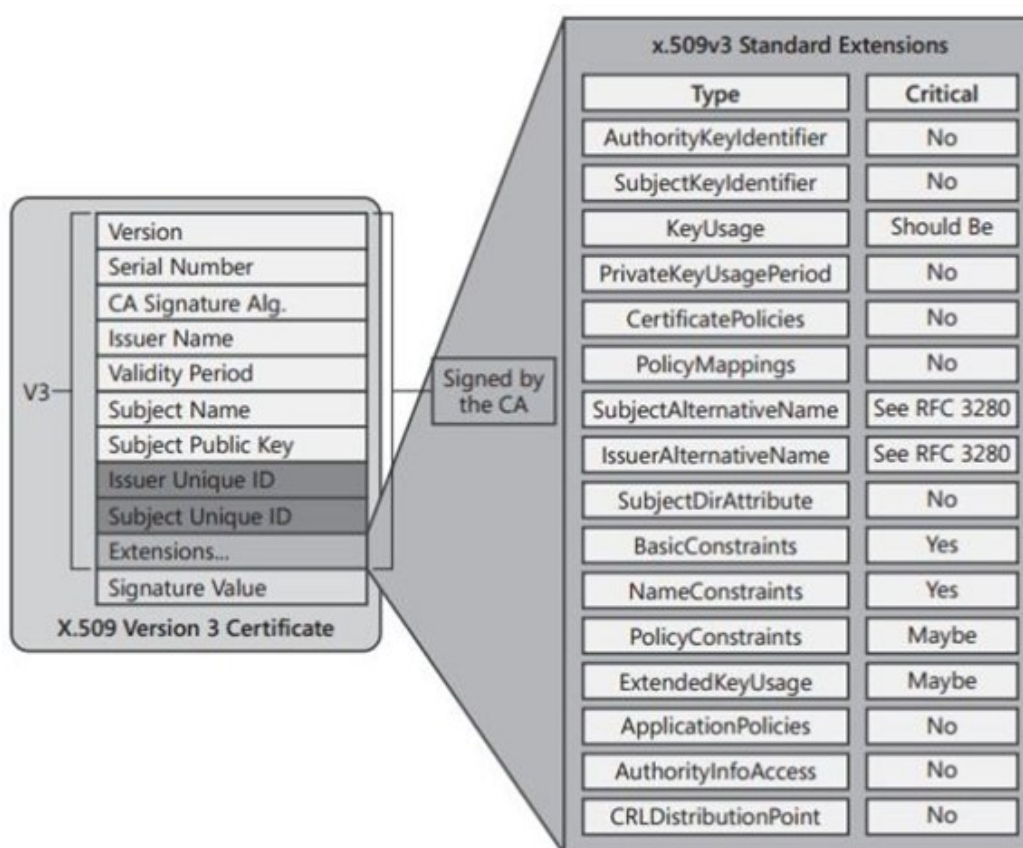 V3
Version
Serial Number
CA Signature Alg.
Issuer Name
Validity Period
Subject Name
Subject Public Key
Issuer Unique ID
Subject Unique ID
Extensions...
Signature Value
X.509 Version 3 Certificate
Signed by
the CA
x.509v3 Standard Extensions
Type Critical
AuthorityKeyIdentifier No
SubjectKeyIdentifier No
KeyUsage Should Be
PrivateKeyUsagePeriod No
CertificatePolicies No
PolicyMappings No
SubjectAlternativeName See RFC 3280
IssuerAlternativeName See RFC 3280
SubjectDirAttribute No
BasicConstraints Yes
NameConstraints Yes
PolicyConstraints Maybe
ExtendedKeyUsage Maybe
ApplicationPolicies No
AuthorityInfoAccess No
CRLDistributionPoint No